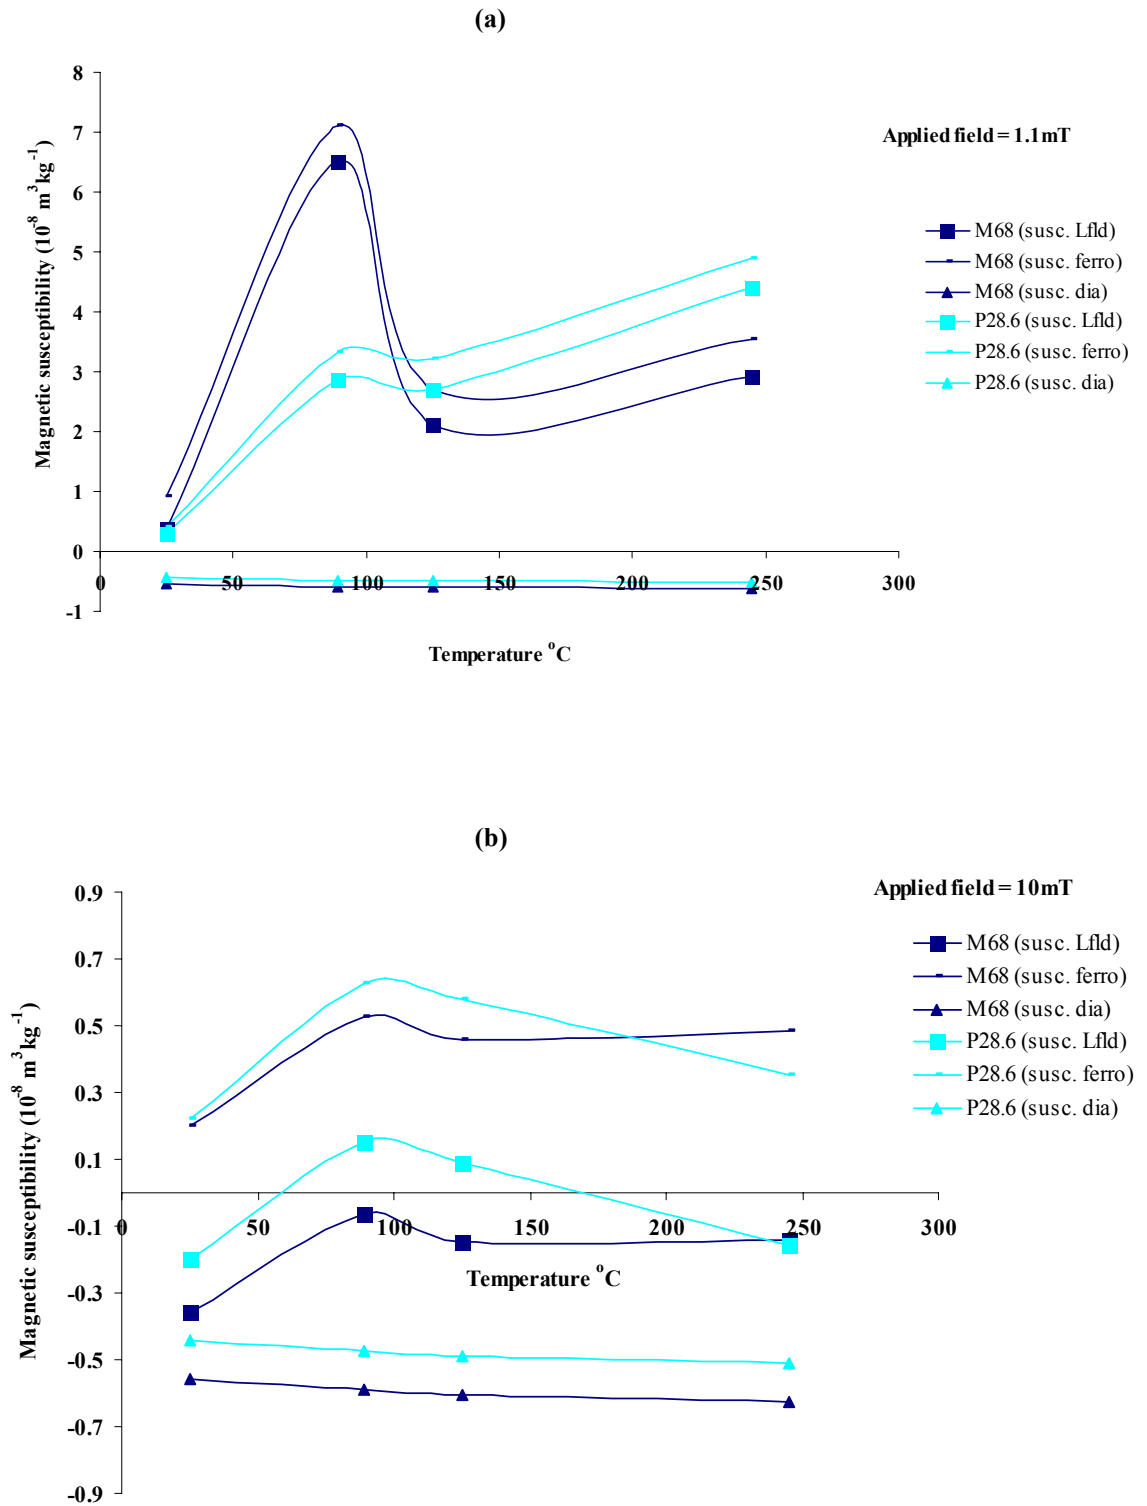 (a)
8
7
6
5
4
3
2
1
0
-1
Magnetic susceptibility (10⁻⁸ m³kg⁻¹)
0 50 100 150 200 250 300
Temperature °C
Applied field = 1.1mT
M68 (susc. Lfld)
M68 (susc. ferro)
M68 (susc. dia)
P28.6 (susc. Lfld)
P28.6 (susc. ferro)
P28.6 (susc. dia)
(b)
0.9
0.7
0.5
0.3
0.1
-0.1
-0.3
-0.5
-0.7
-0.9
Magnetic susceptibility (10⁻⁸ m³kg⁻¹)
0 50 100 150 200 250 300
Temperature °C
Applied field = 10mT
M68 (susc. Lfld)
M68 (susc. ferro)
M68 (susc. dia)
P28.6 (susc. Lfld)
P28.6 (susc. ferro)
P28.6 (susc. dia)